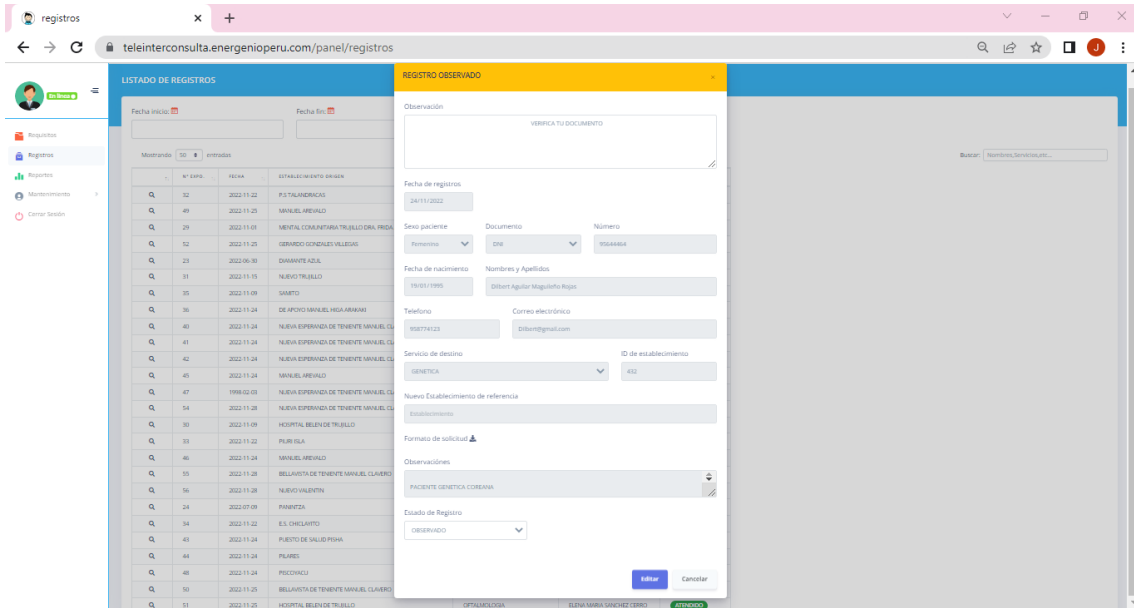 registros
teleinterconsulta.energenioperu.com/panel/registros
J
En linea
Requisitos
Registros
Reportes
Mantenimiento
Cerrar Sesión
LISTADO DE REGISTROS
Fecha inicio:
Fecha fin:
Mostrando 50 entradas
Buscar: Nombres,Servicios,etc...
N° EXPD. FECHA ESTABLECIMIENTO ORIGEN
32 2022-11-22 P.S TALANDRACAS
49 2022-11-25 MANUEL AREVALO
29 2022-11-01 MENTAL COMUNITARIA TRUJILLO DRA. FRIDA
52 2022-11-25 GERARDO GONZALES VILLEGAS
23 2022-06-30 DIAMANTE AZUL
31 2022-11-15 NUEVO TRUJILLO
35 2022-11-09 SAMITO
36 2022-11-24 DE APOYO MANUEL HIGA ARAKAKI
40 2022-11-24 NUEVA ESPERANZA DE TENIENTE MANUEL CL
41 2022-11-24 NUEVA ESPERANZA DE TENIENTE MANUEL CL
42 2022-11-24 NUEVA ESPERANZA DE TENIENTE MANUEL CL
45 2022-11-24 MANUEL AREVALO
47 1998-02-03 NUEVA ESPERANZA DE TENIENTE MANUEL CL
54 2022-11-28 NUEVA ESPERANZA DE TENIENTE MANUEL CL
30 2022-11-09 HOSPITAL BELEN DE TRUJILLO
33 2022-11-22 PIURI ISLA
46 2022-11-24 MANUEL AREVALO
55 2022-11-28 BELLAVISTA DE TENIENTE MANUEL CLAVERO
56 2022-11-28 NUEVO VALENTIN
24 2022-07-09 PANINTZA
34 2022-11-22 E.S. CHICLAYITO
43 2022-11-24 PUESTO DE SALUD PISHA
44 2022-11-24 PILARES
48 2022-11-24 PISCOYACU
50 2022-11-25 BELLAVISTA DE TENIENTE MANUEL CLAVERO
51 2022-11-25 HOSPITAL BELEN DE TRUJILLO OFTALMOLOGIA ELENA MARIA SANCHEZ CERRO ATENDIDO
REGISTRO OBSERVADO ×
Observación
VERIFICA TU DOCUMENTO
Fecha de registros
24/11/2022
Sexo paciente Documento Número
Femenino DNI 95644464
Fecha de nacimiento Nombres y Apellidos
19/01/1995 Dilbert Aguilar Maguileño Rojas
Telefono Correo electrónico
958774123 Dilbert@gmail.com
Servicio de destino ID de establecimiento
GENETICA 432
Nuevo Establecimiento de referencia
Establecimiento
Formato de solicitud
Observaciónes
PACIENTE GENETICA COREANA
Estado de Registro
OBSERVADO
Editar Cancelar